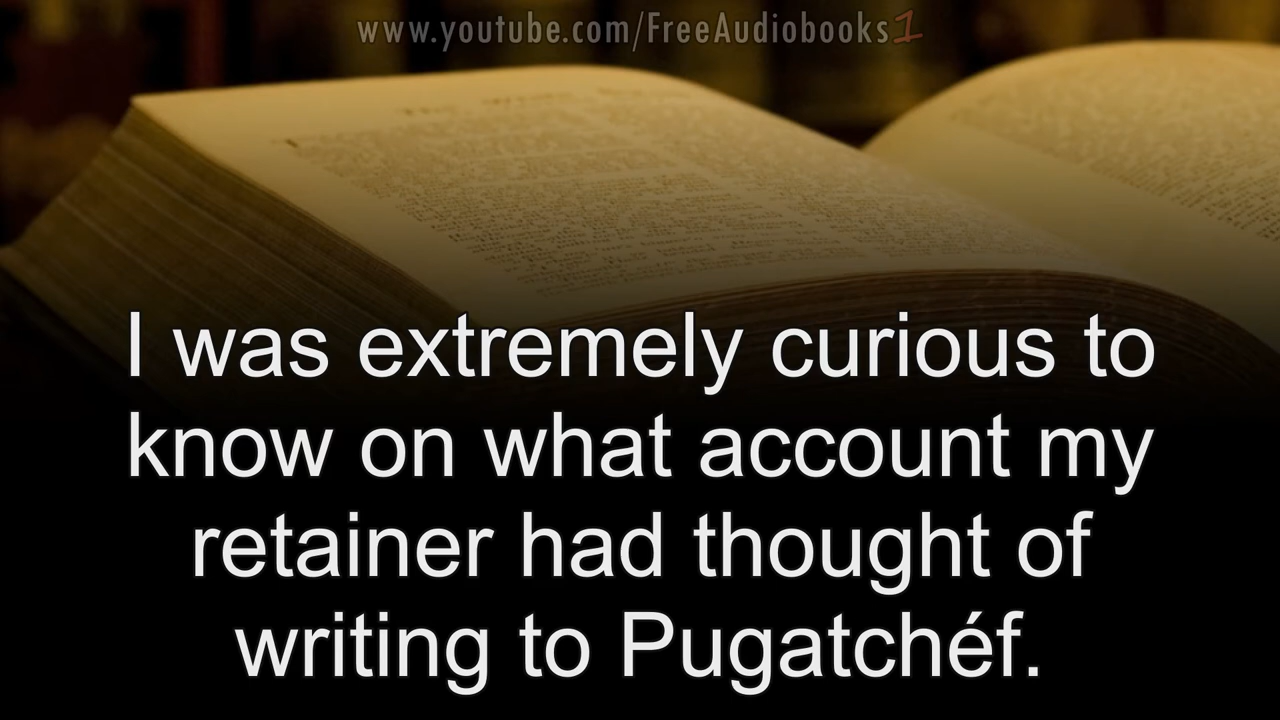 www.youtube.com/FreeAudiobooks1
I was extremely curious to
know on what account my
retainer had thought of
writing to Pugatchéf.